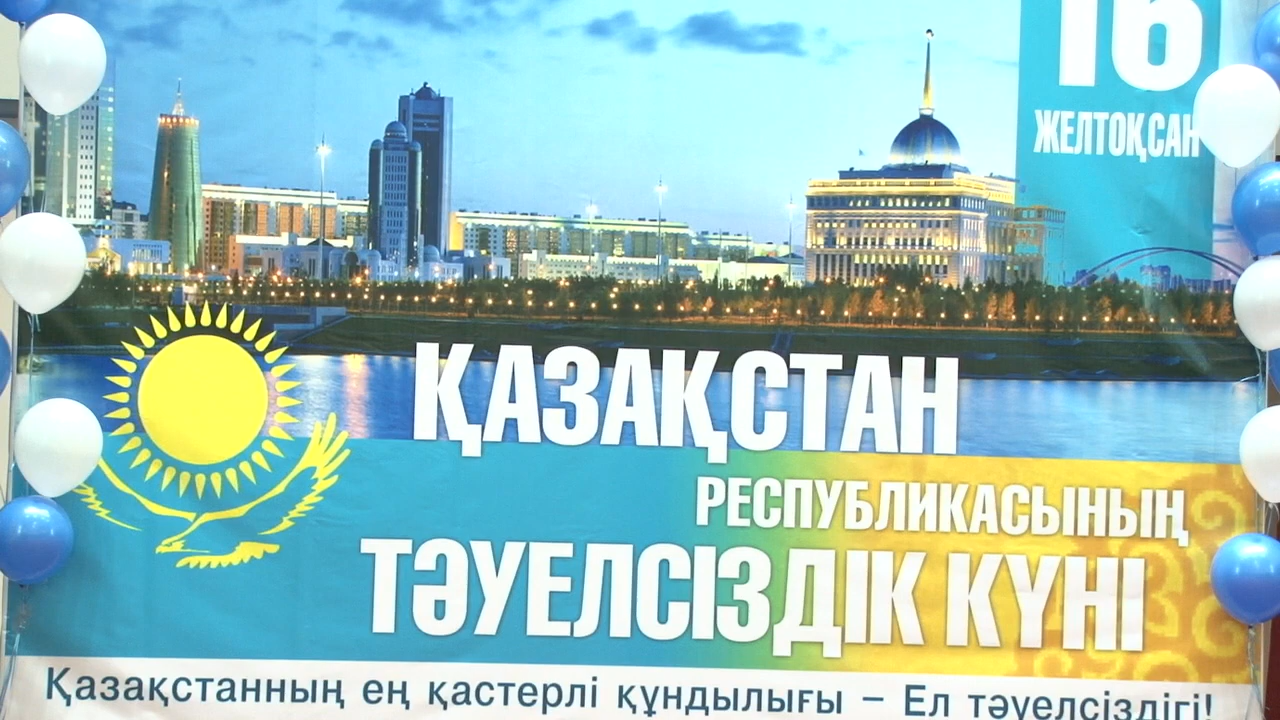 16
ЖЕЛТОҚСАН
ҚАЗАҚСТАН
РЕСПУБЛИКАСЫНЫҢ
ТӘУЕЛСІЗДІК КҮНІ
Қазақстанның ең қастерлі құндылығы – Ел тәуелсіздігі!